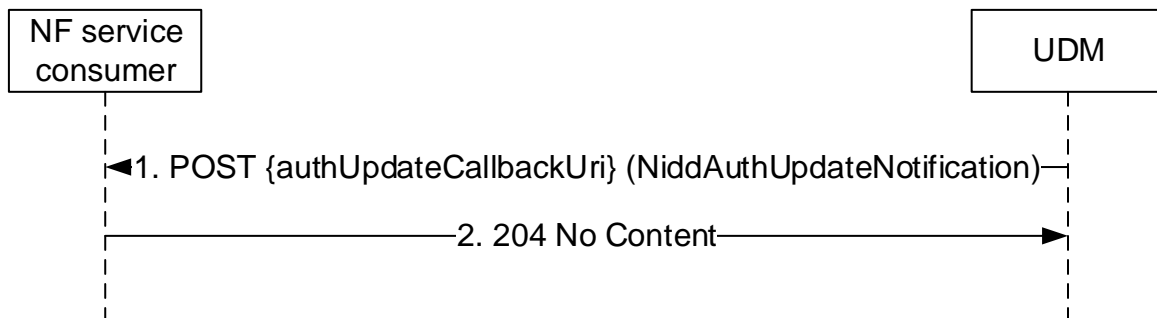 NF service
consumer
UDM
1. POST {authUpdateCallbackUri} (NiddAuthUpdateNotification)
2. 204 No Content